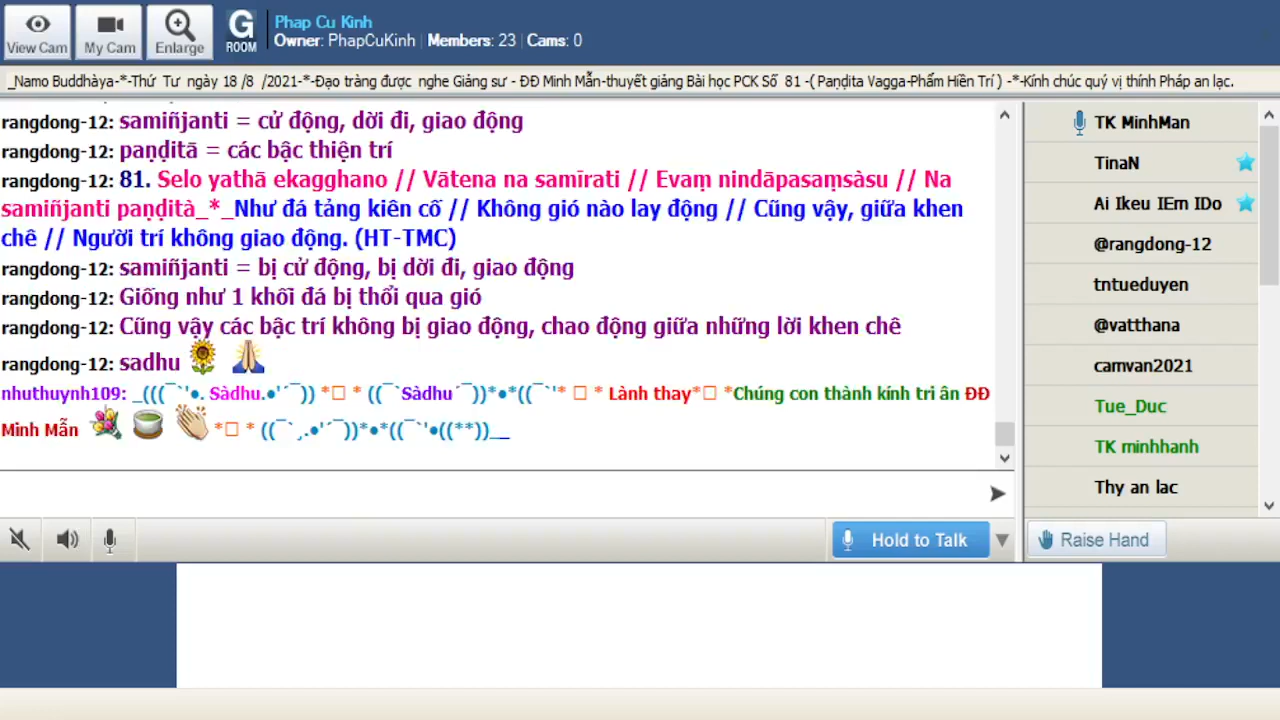 View Cam
My Cam
Enlarge
G
ROOM
Phap Cu Kinh
Owner: PhapCuKinh Members: 23 Cams: 0
_Namo Buddhàya-*-Thứ Tư ngày 18 /8 /2021-*-Đạo tràng được nghe Giảng sư - ĐĐ Minh Mẫn-thuyết giảng Bài học PCK Số 81 -( Paṇḍita Vagga-Phẩm Hiền Trí ) -*-Kính chúc quý vị thính Pháp an lạc.
rangdong-12: samiñjanti = cử động, dời đi, giao động
rangdong-12: paṇḍitā = các bậc thiện trí
rangdong-12: 81. Selo yathā ekagghano // Vātena na samīrati // Evaṃ nindāpasaṃsàsu // Na
samiñjanti paṇḍità_*_Như đá tảng kiên cố // Không gió nào lay động // Cũng vậy, giữa khen
chê // Người trí không giao động. (HT-TMC)
rangdong-12: samiñjanti = bị cử động, bị dời đi, giao động
rangdong-12: Giống như 1 khối đá bị thổi qua gió
rangdong-12: Cũng vậy các bậc trí không bị giao động, chao động giữa những lời khen chê
rangdong-12: sadhu
nhuthuynh109: _(((¯`'•. Sàdhu.•'´¯)) *□ * ((¯`Sàdhu´¯))*•*((¯`'* □ * Lành thay*□ *Chúng con thành kính tri ân ĐĐ
Minh Mẫn *□ * ((¯`¸.•'´¯))*•*((¯`'•((**))__
TK MinhMan
TinaN
Ai Ikeu IEm IDo
@rangdong-12
tntueduyen
@vatthana
camvan2021
Tue_Duc
TK minhhanh
Thy an lac
Hold to Talk
Raise Hand